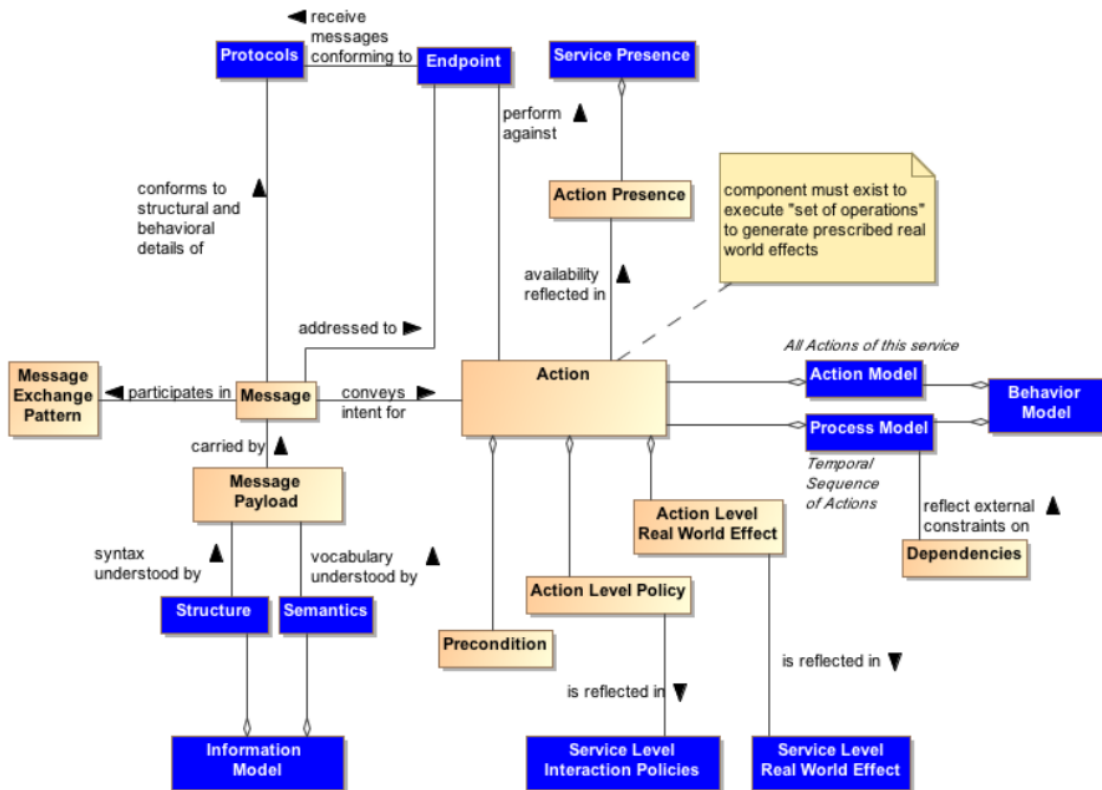 receive
messages
conforming to
Protocols
Endpoint
Service Presence
perform
against
conforms to
structural and
behavioral
details of
Action Presence
component must exist to
execute "set of operations"
to generate prescribed real
world effects
availability
reflected in
addressed to
All Actions of this service
Message
Exchange
Pattern
participates in
Message
conveys
intent for
Action
Action Model
Behavior
Model
Process Model
carried by
Temporal
Sequence
of Actions
Message
Payload
reflect external
constraints on
Action Level
Real World Effect
Dependencies
syntax
understood by
vocabulary
understood by
Action Level Policy
Structure
Semantics
Precondition
is reflected in
is reflected in
Information
Model
Service Level
Interaction Policies
Service Level
Real World Effect